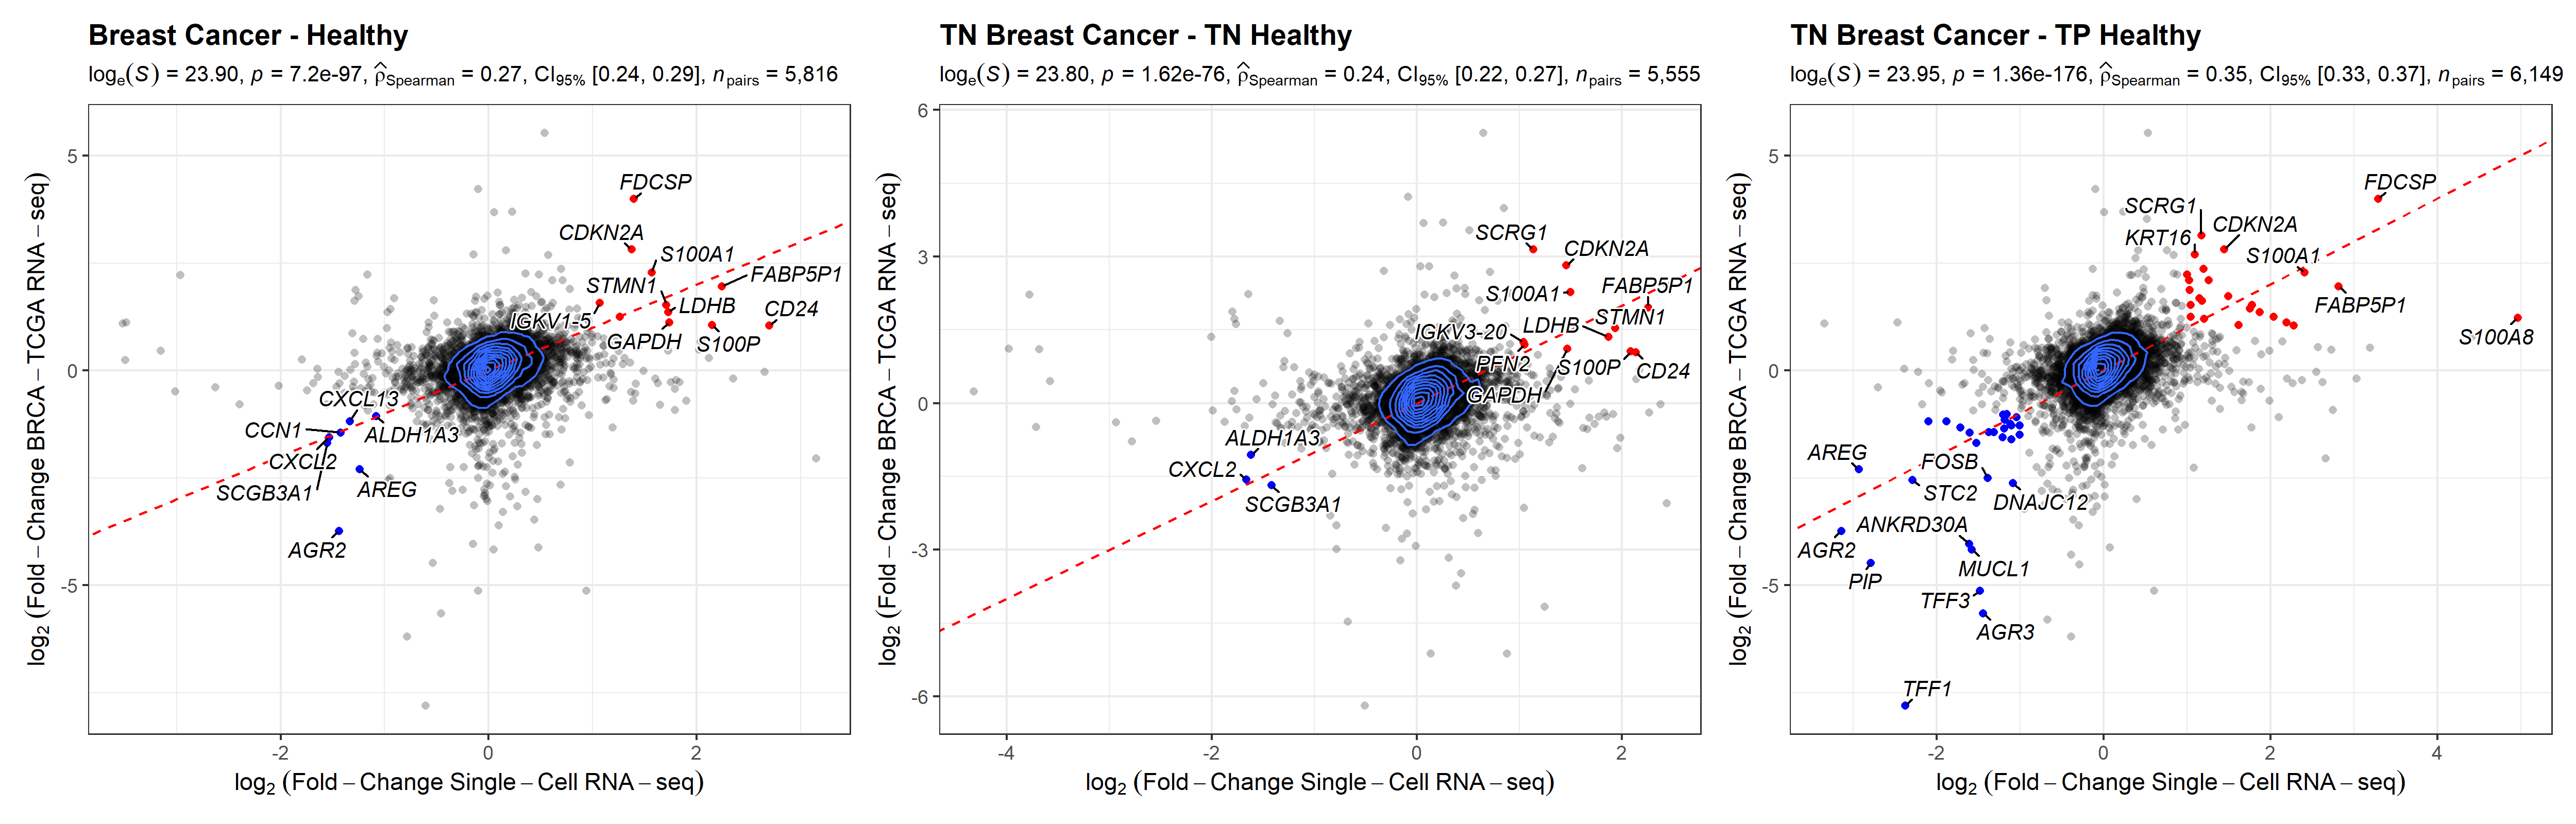 Breast Cancer - Healthy
logₑ(S) = 23.90, p = 7.2e-97, ρ̂Spearman = 0.27, CI95% [0.24, 0.29], npairs = 5,816
log₂ (Fold – Change BRCA – TCGA RNA – seq)
5
0
-5
FDCSP
CDKN2A
S100A1
STMN1
FABP5P1
LDHB
CD24
IGKV1-5
GAPDH
S100P
CXCL13
CCN1
ALDH1A3
CXCL2
SCGB3A1
AREG
AGR2
-2
0
2
log₂ (Fold – Change Single – Cell RNA – seq)
TN Breast Cancer - TN Healthy
logₑ(S) = 23.80, p = 1.62e-76, ρ̂Spearman = 0.24, CI95% [0.22, 0.27], npairs = 5,555
log₂ (Fold – Change BRCA – TCGA RNA – seq)
6
3
0
-3
-6
SCRG1
CDKN2A
S100A1
FABP5P1
IGKV3-20
LDHB
STMN1
PFN2
S100P
CD24
GAPDH
ALDH1A3
CXCL2
SCGB3A1
-4
-2
0
2
log₂ (Fold – Change Single – Cell RNA – seq)
TN Breast Cancer - TP Healthy
logₑ(S) = 23.95, p = 1.36e-176, ρ̂Spearman = 0.35, CI95% [0.33, 0.37], npairs = 6,149
log₂ (Fold – Change BRCA – TCGA RNA – seq)
5
0
-5
FDCSP
SCRG1
CDKN2A
KRT16
S100A1
FABP5P1
S100A8
AREG
FOSB
STC2
DNAJC12
ANKRD30A
AGR2
MUCL1
PIP
TFF3
AGR3
TFF1
-2
0
2
4
log₂ (Fold – Change Single – Cell RNA – seq)